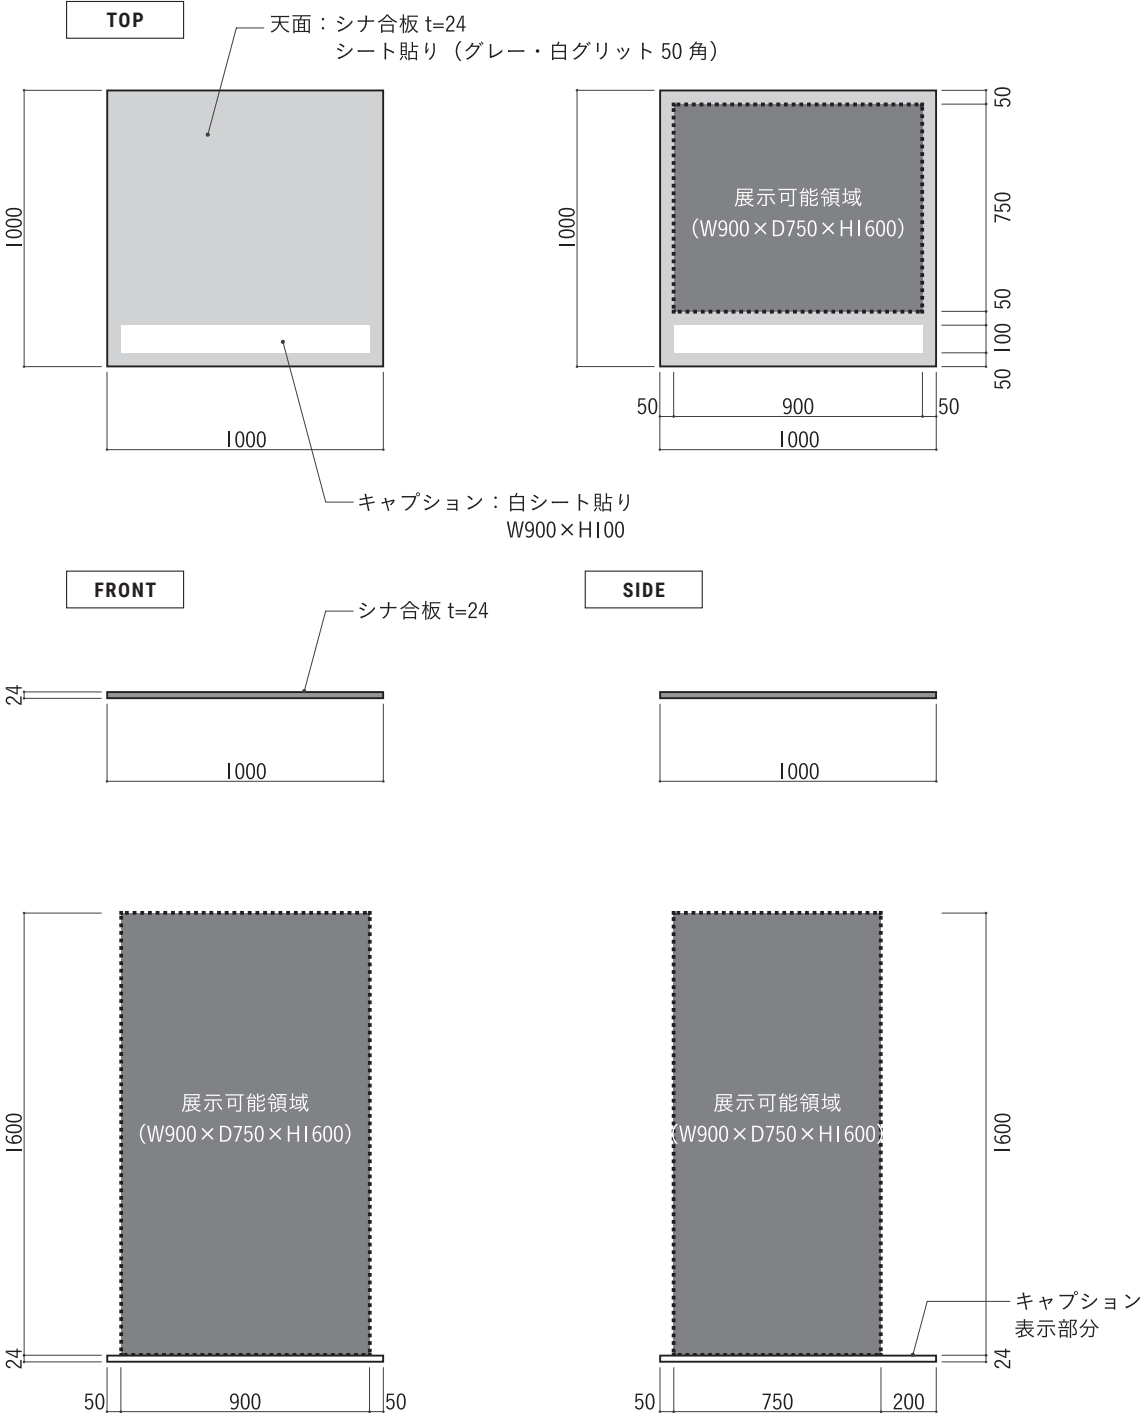 TOP
天面：シナ合板 t=24
シート貼り（グレー・白グリット 50 角）
1000
1000
キャプション：白シート貼り
W900×H100
展示可能領域
（W900×D750×H1600）
1000
50
750
50
100
50
50
900
50
1000
FRONT
シナ合板 t=24
24
1000
SIDE
1000
1600
展示可能領域
（W900×D750×H1600）
24
50
900
50
展示可能領域
（W900×D750×H1600）
1600
キャプション
表示部分
24
50
750
200